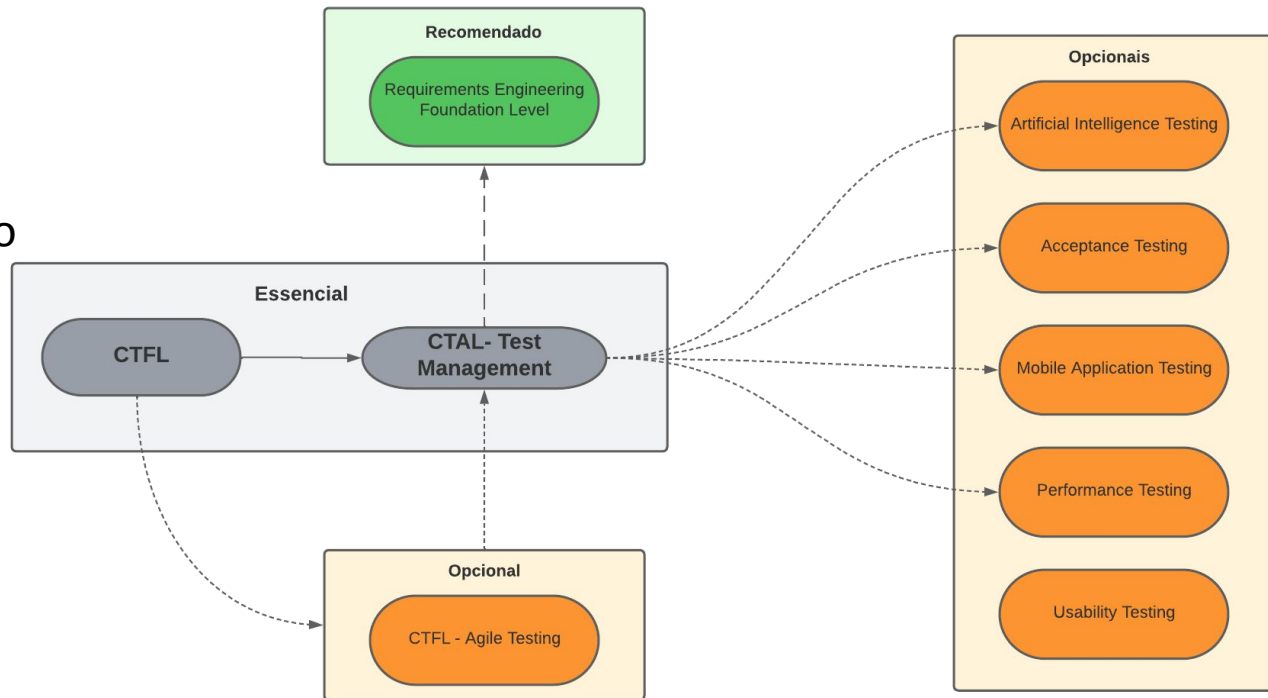 Recomendado
Requirements Engineering
Foundation Level
o
Essencial
CTFL
CTAL- Test
Management
Opcional
CTFL - Agile Testing
Opcionais
Artificial Intelligence Testing
Acceptance Testing
Mobile Application Testing
Performance Testing
Usability Testing